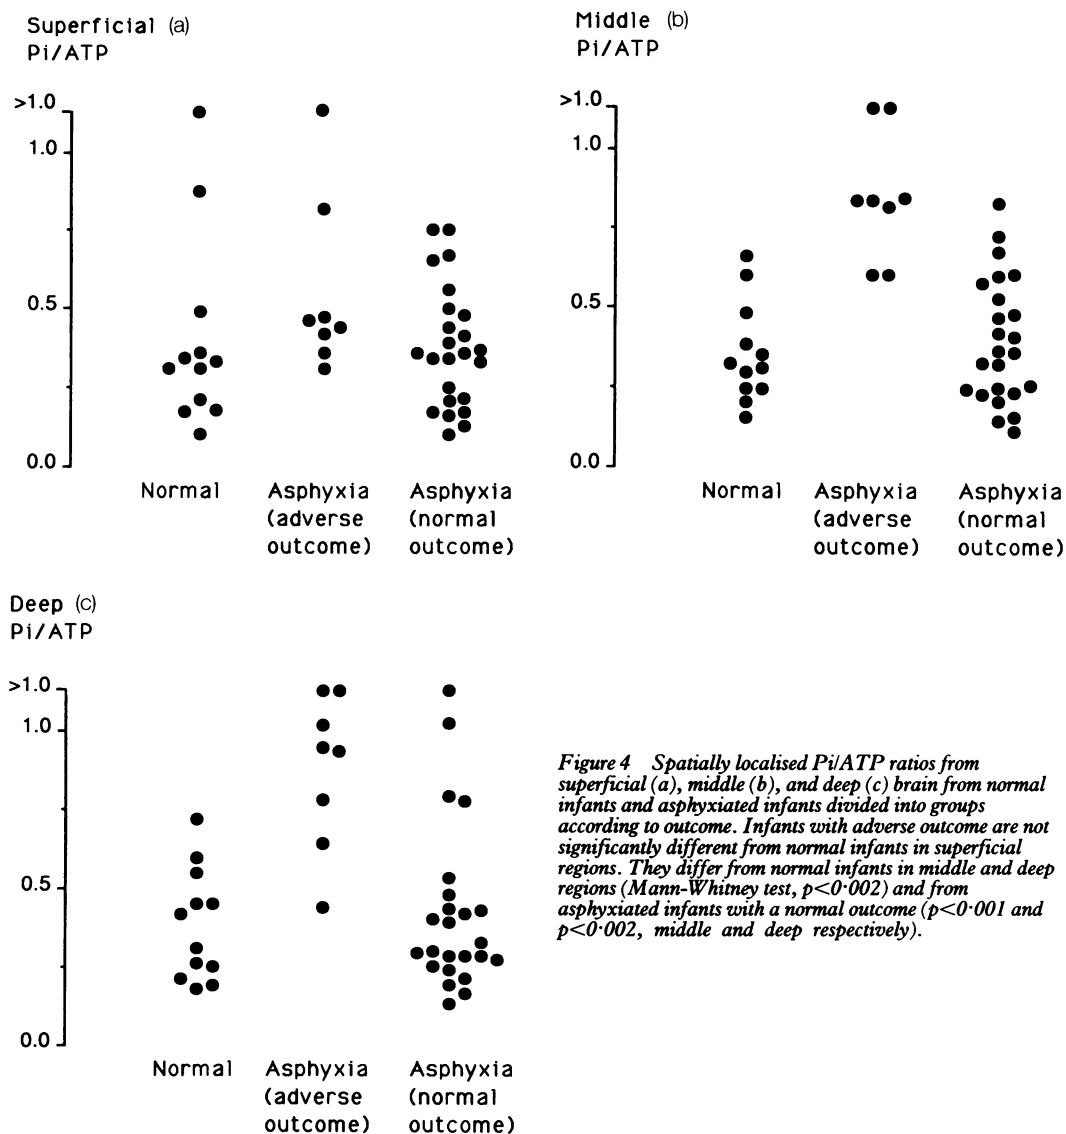 Superficial (a)
Pi/ATP
>1.0
1.0
0.5
0.0
Normal
Asphyxia
(adverse
outcome)
Asphyxia
(normal
outcome)
Middle (b)
Pi/ATP
>1.0
1.0
0.5
0.0
Normal
Asphyxia
(adverse
outcome)
Asphyxia
(normal
outcome)
Deep (c)
Pi/ATP
>1.0
1.0
0.5
0.0
Normal
Asphyxia
(adverse
outcome)
Asphyxia
(normal
outcome)
Figure 4 Spatially localised Pi/ATP ratios from
superficial (a), middle (b), and deep (c) brain from normal
infants and asphyxiated infants divided into groups
according to outcome. Infants with adverse outcome are not
significantly different from normal infants in superficial
regions. They differ from normal infants in middle and deep
regions (Mann-Whitney test, p<0·002) and from
asphyxiated infants with a normal outcome (p<0·001 and
p<0·002, middle and deep respectively).